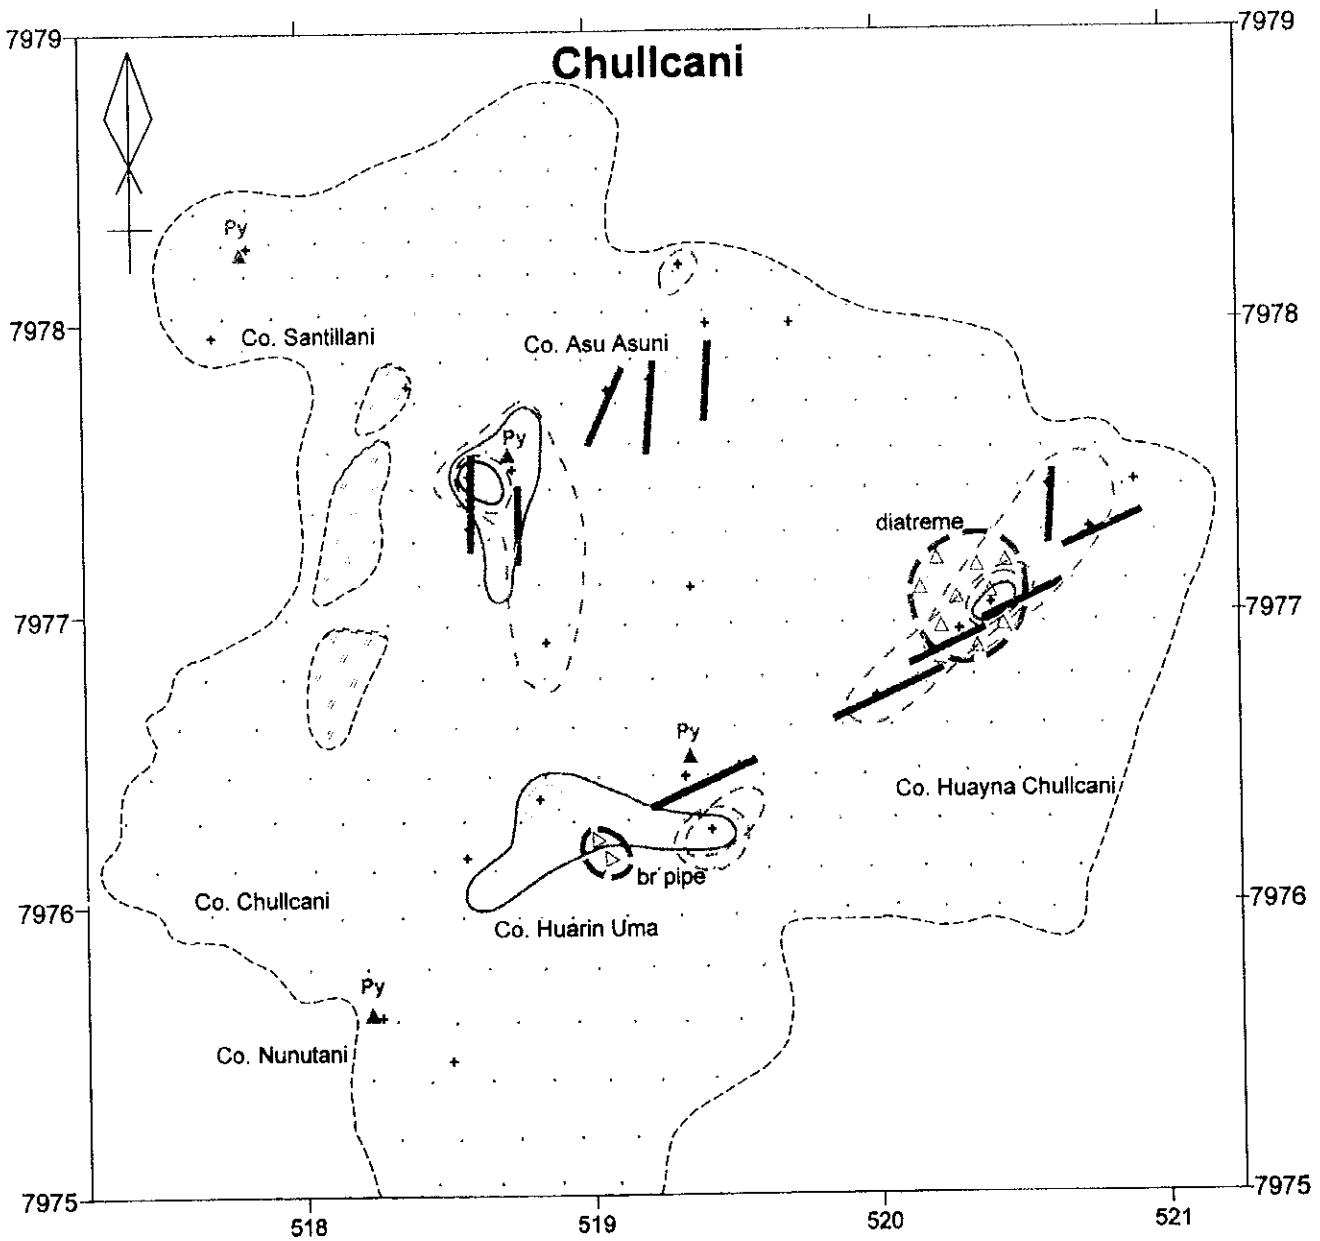 7979
7979
Chullcani
Py
7978
Co. Santillani
Co. Asu Asuni
7978
Py
diatreme
7977
7977
Py
Co. Huayna Chullcani
br pipe
Co. Chullcani
7976
Co. Huarin Uma
7976
Py
Co. Nunutani
7975
7975
518
519
520
521